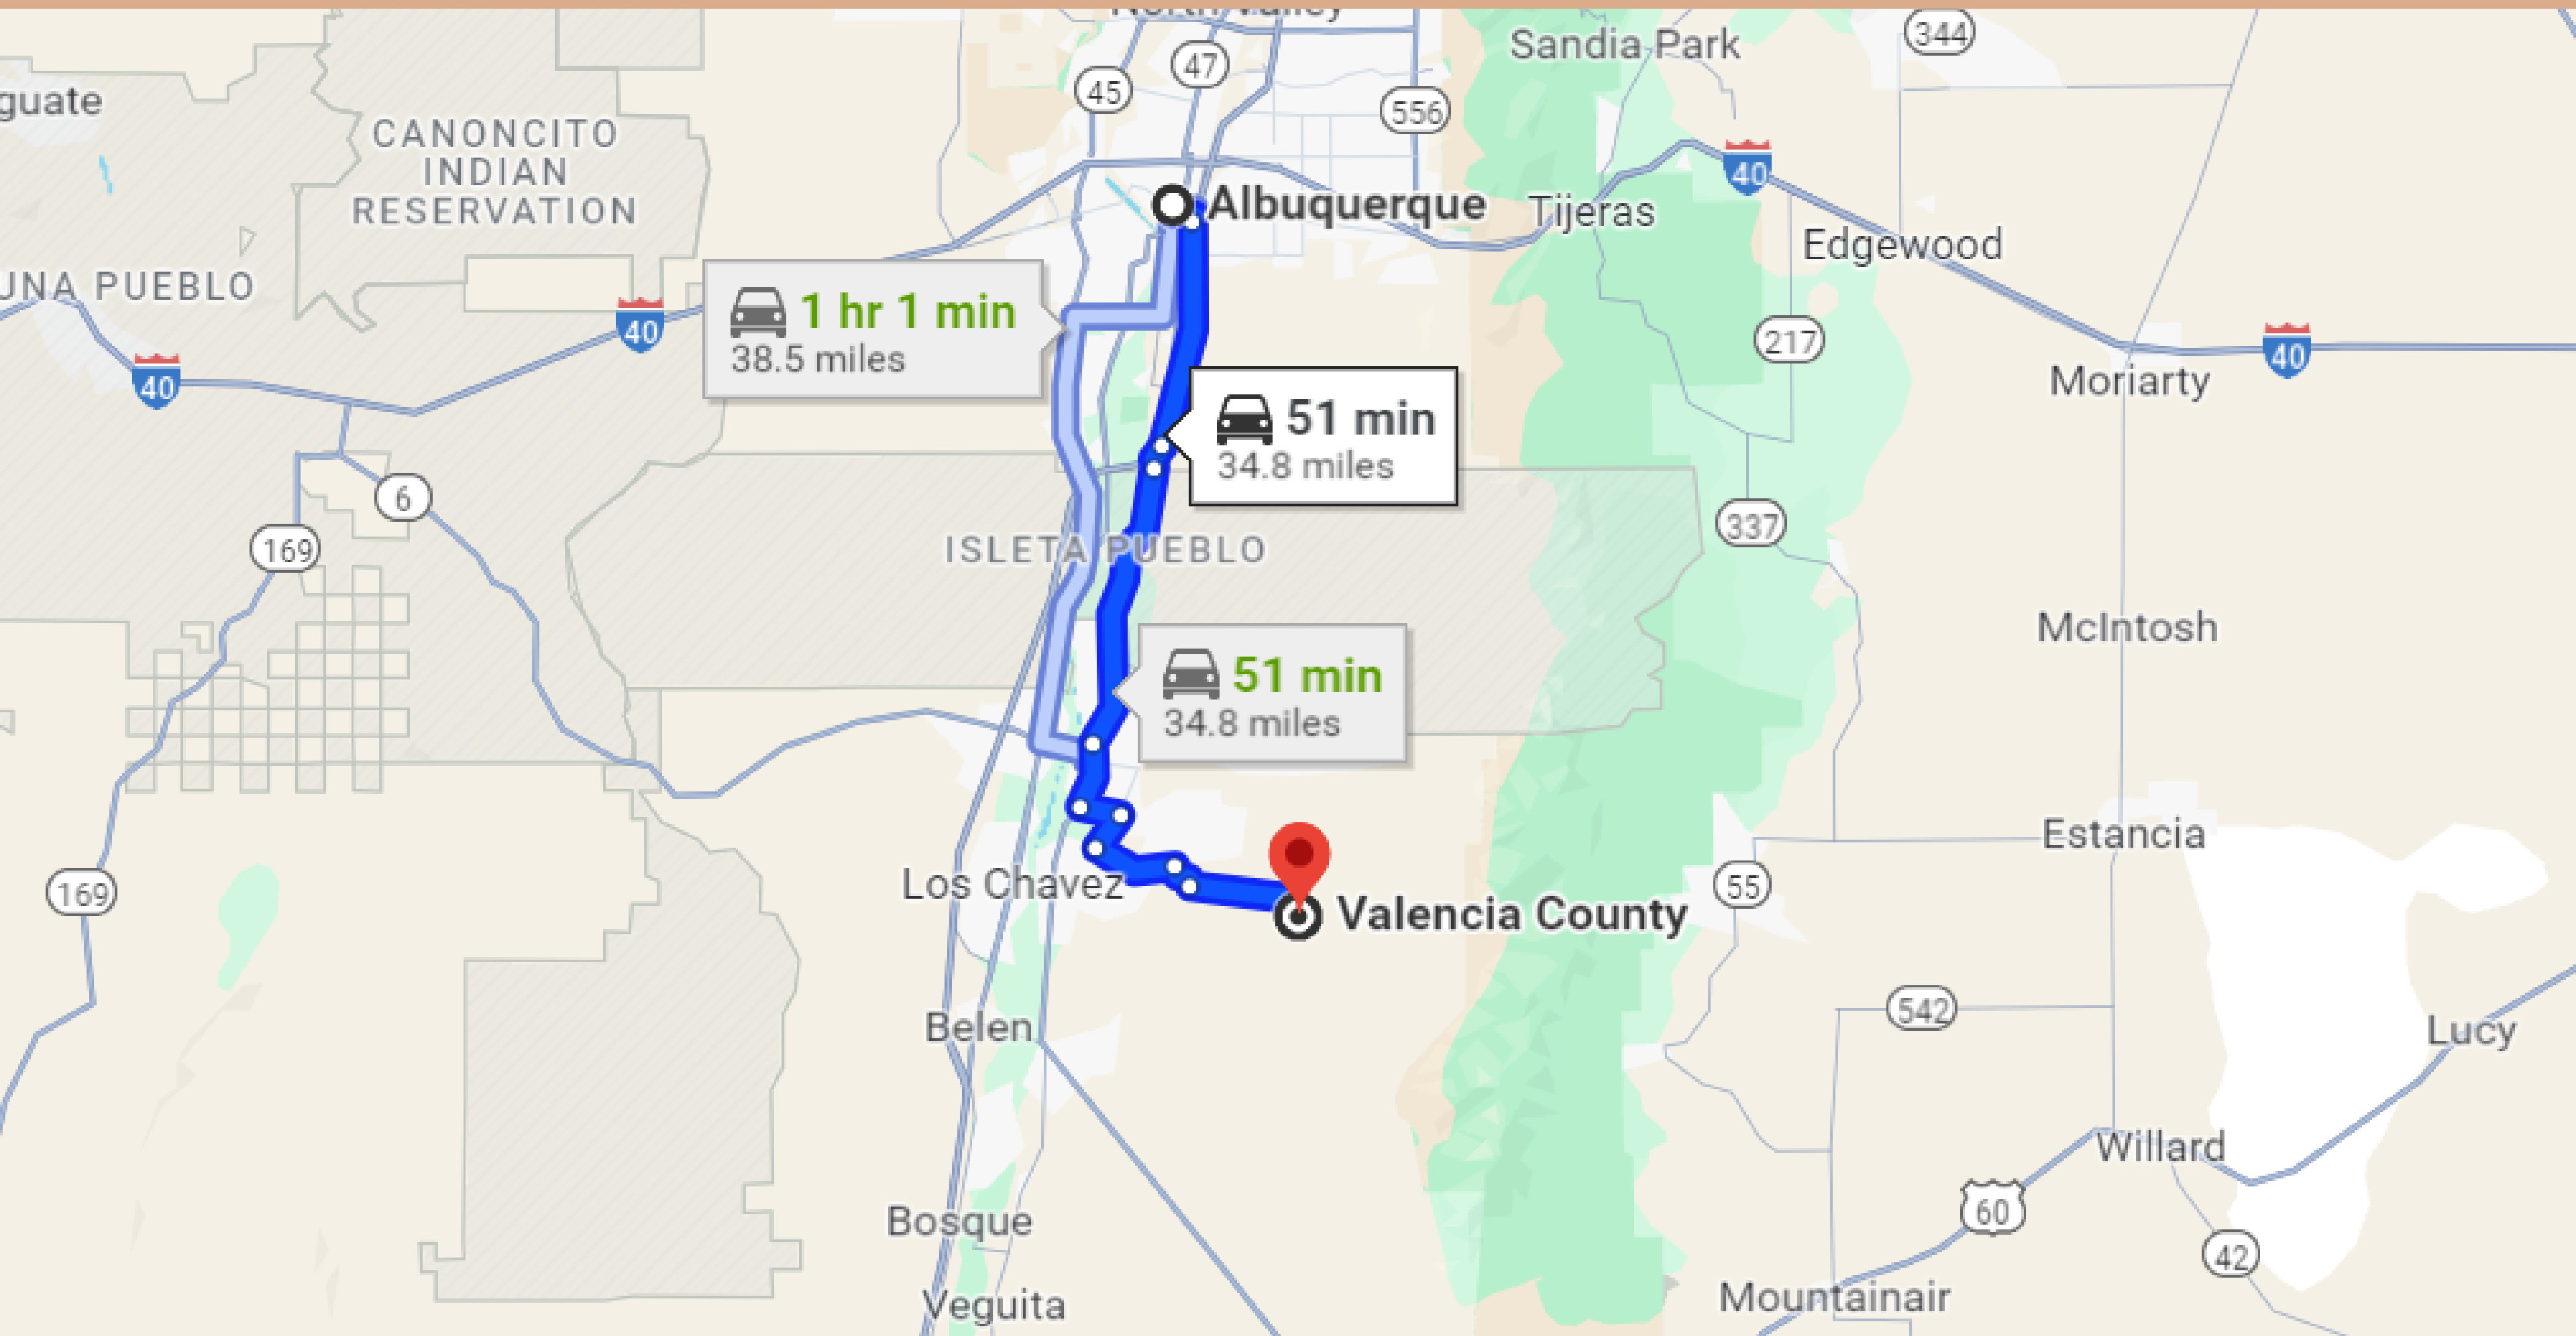 47
45
556
Sandia Park
344
guate
CANONCITO
INDIAN
RESERVATION
40
Albuquerque
Tijeras
Edgewood
UNA PUEBLO
1 hr 1 min
38.5 miles
40
40
217
40
Moriarty
51 min
34.8 miles
6
169
337
ISLETA PUEBLO
McIntosh
51 min
34.8 miles
Estancia
169
Los Chavez
55
Valencia County
542
Belen
Lucy
Willard
60
Bosque
42
Veguita
Mountainair